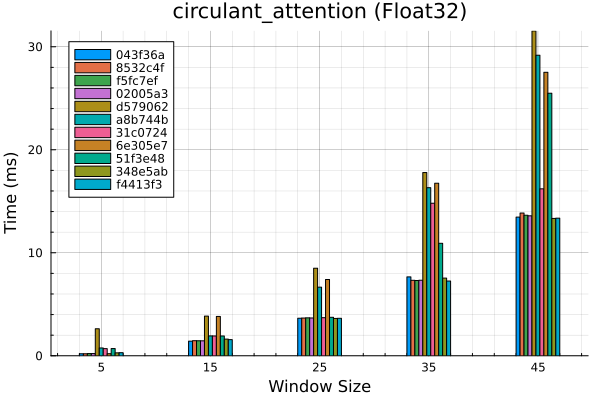 circulant_attention (Float32)
Time (ms)
30
20
10
0
043f36a
8532c4f
f5fc7ef
02005a3
d579062
a8b744b
31c0724
6e305e7
51f3e48
348e5ab
f4413f3
5 15 25 35 45
Window Size